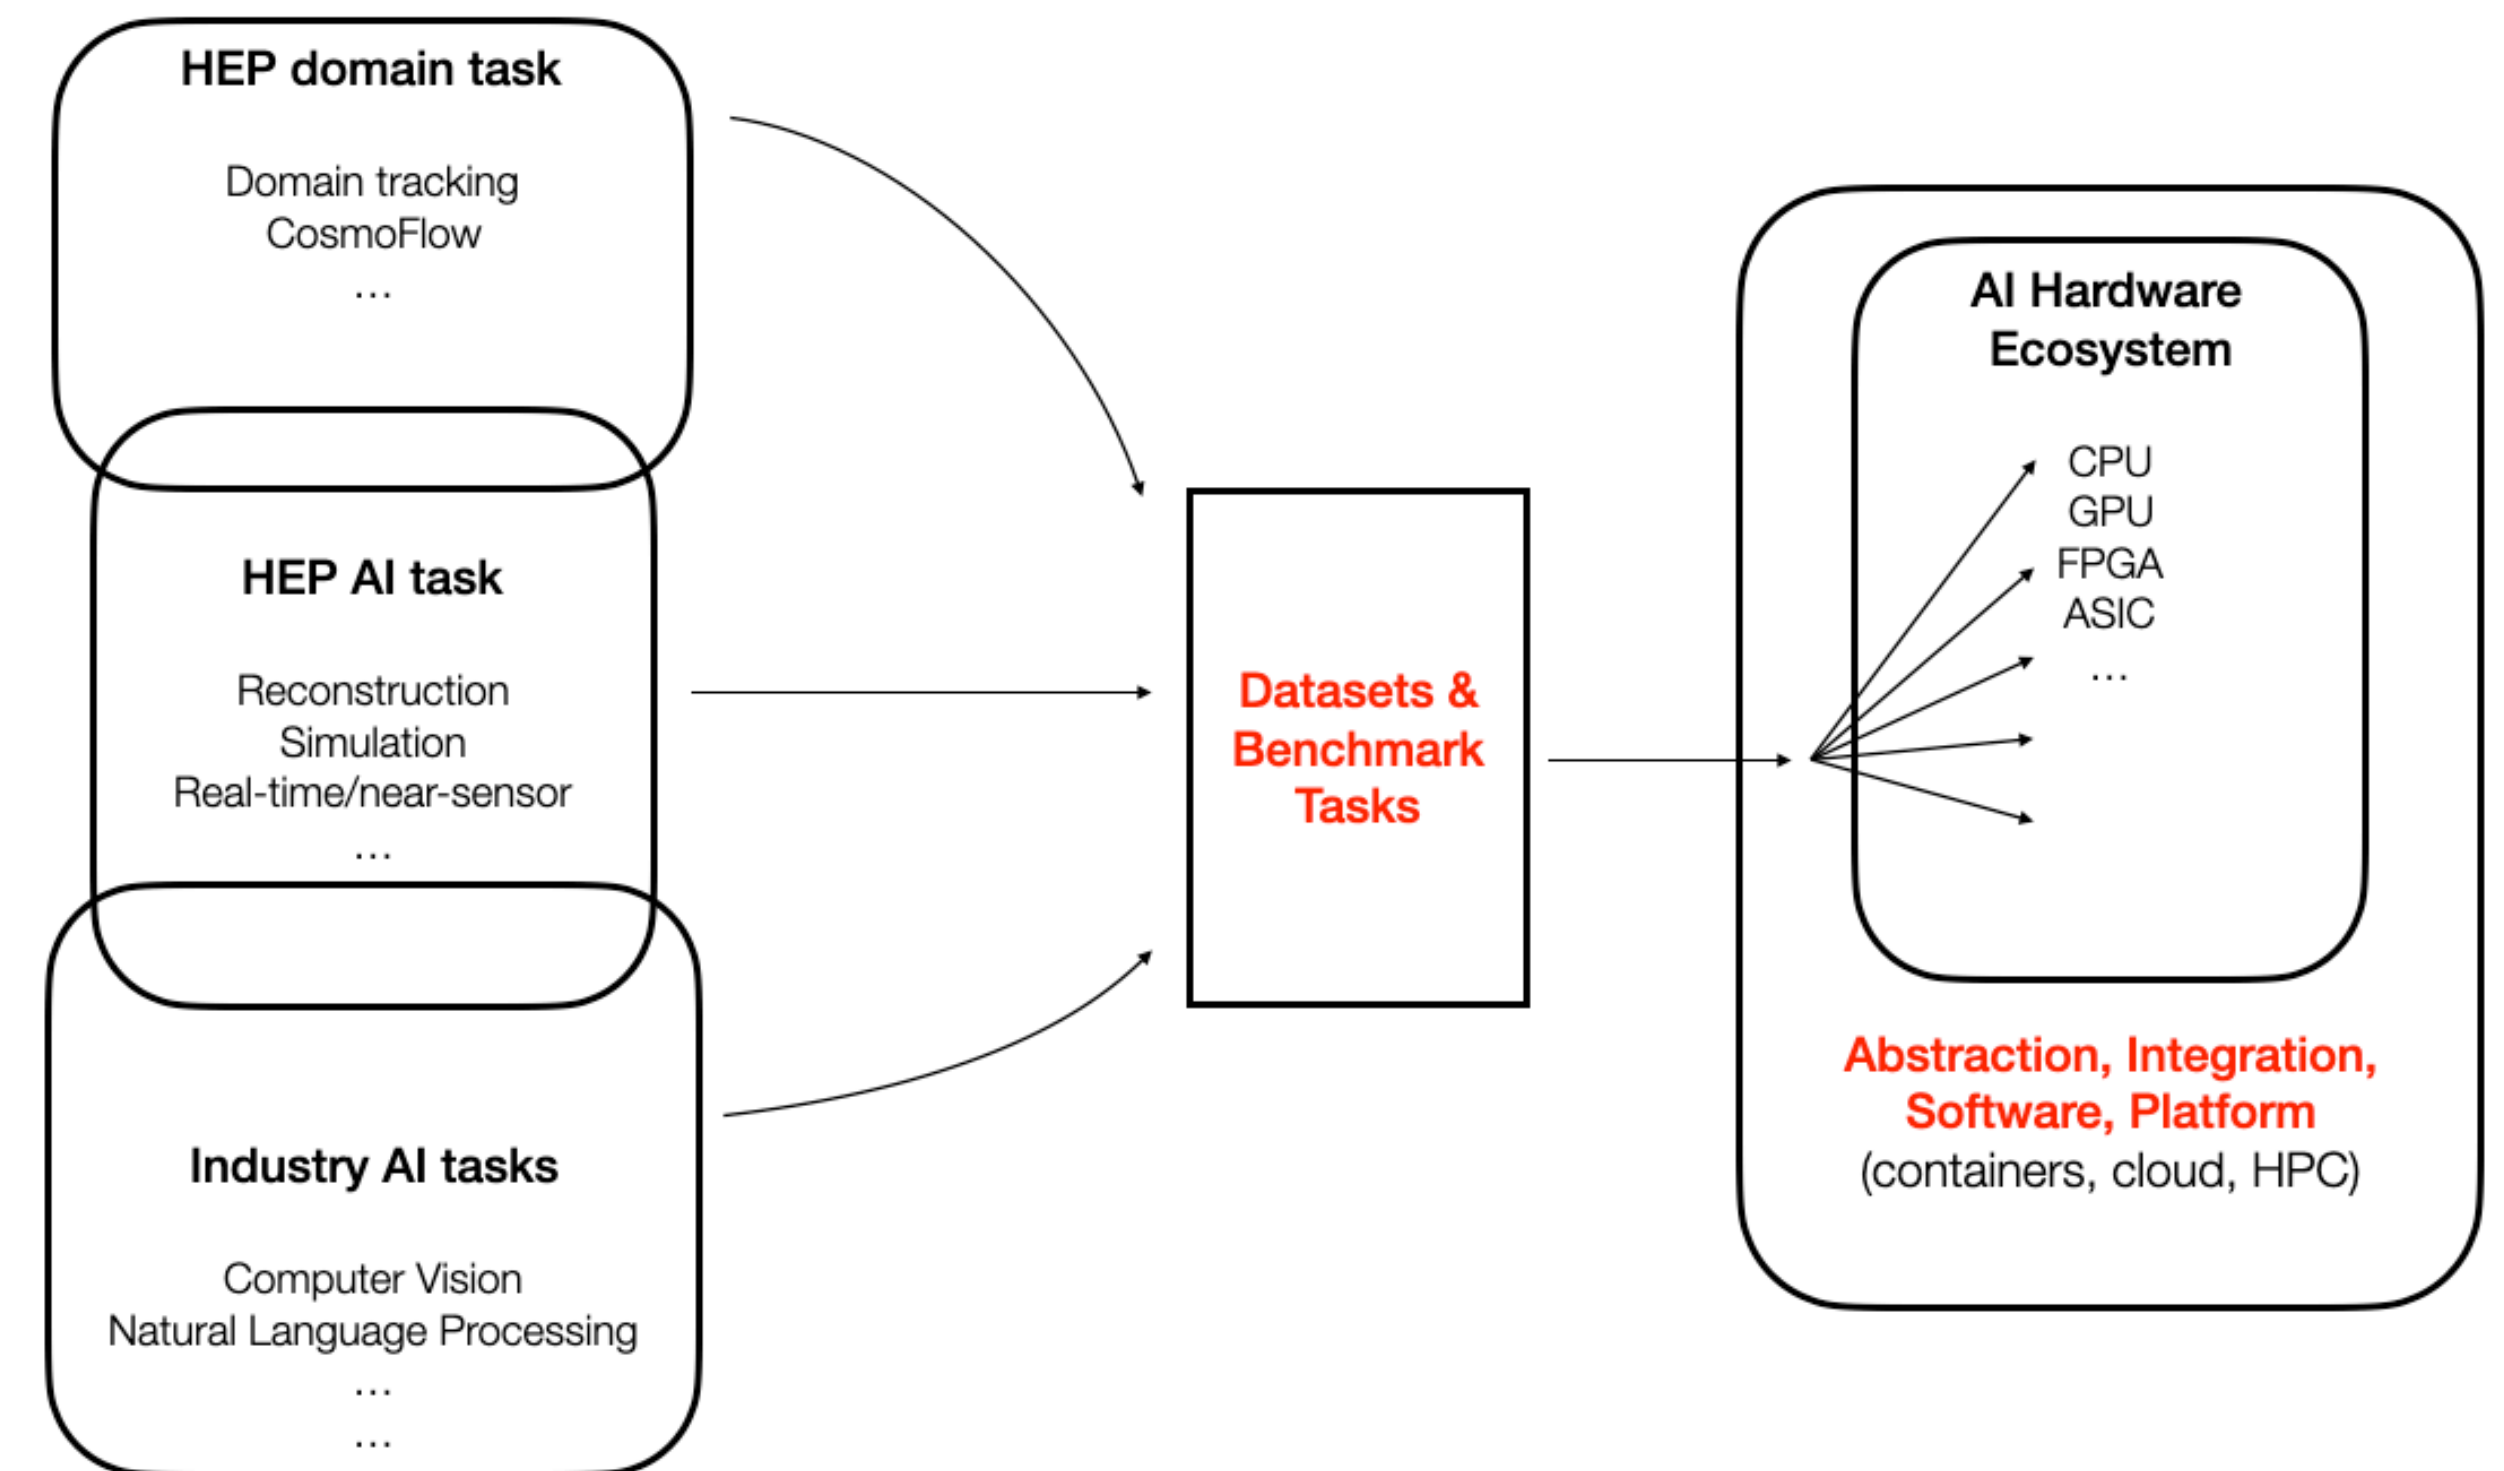 HEP domain task
Domain tracking
CosmoFlow
...
HEP AI task
Reconstruction
Simulation
Real-time/near-sensor
...
Industry AI tasks
Computer Vision
Natural Language Processing
...
...
Datasets &
Benchmark
Tasks
AI Hardware
Ecosystem
CPU
GPU
FPGA
ASIC
...
Abstraction, Integration,
Software, Platform
(containers, cloud, HPC)